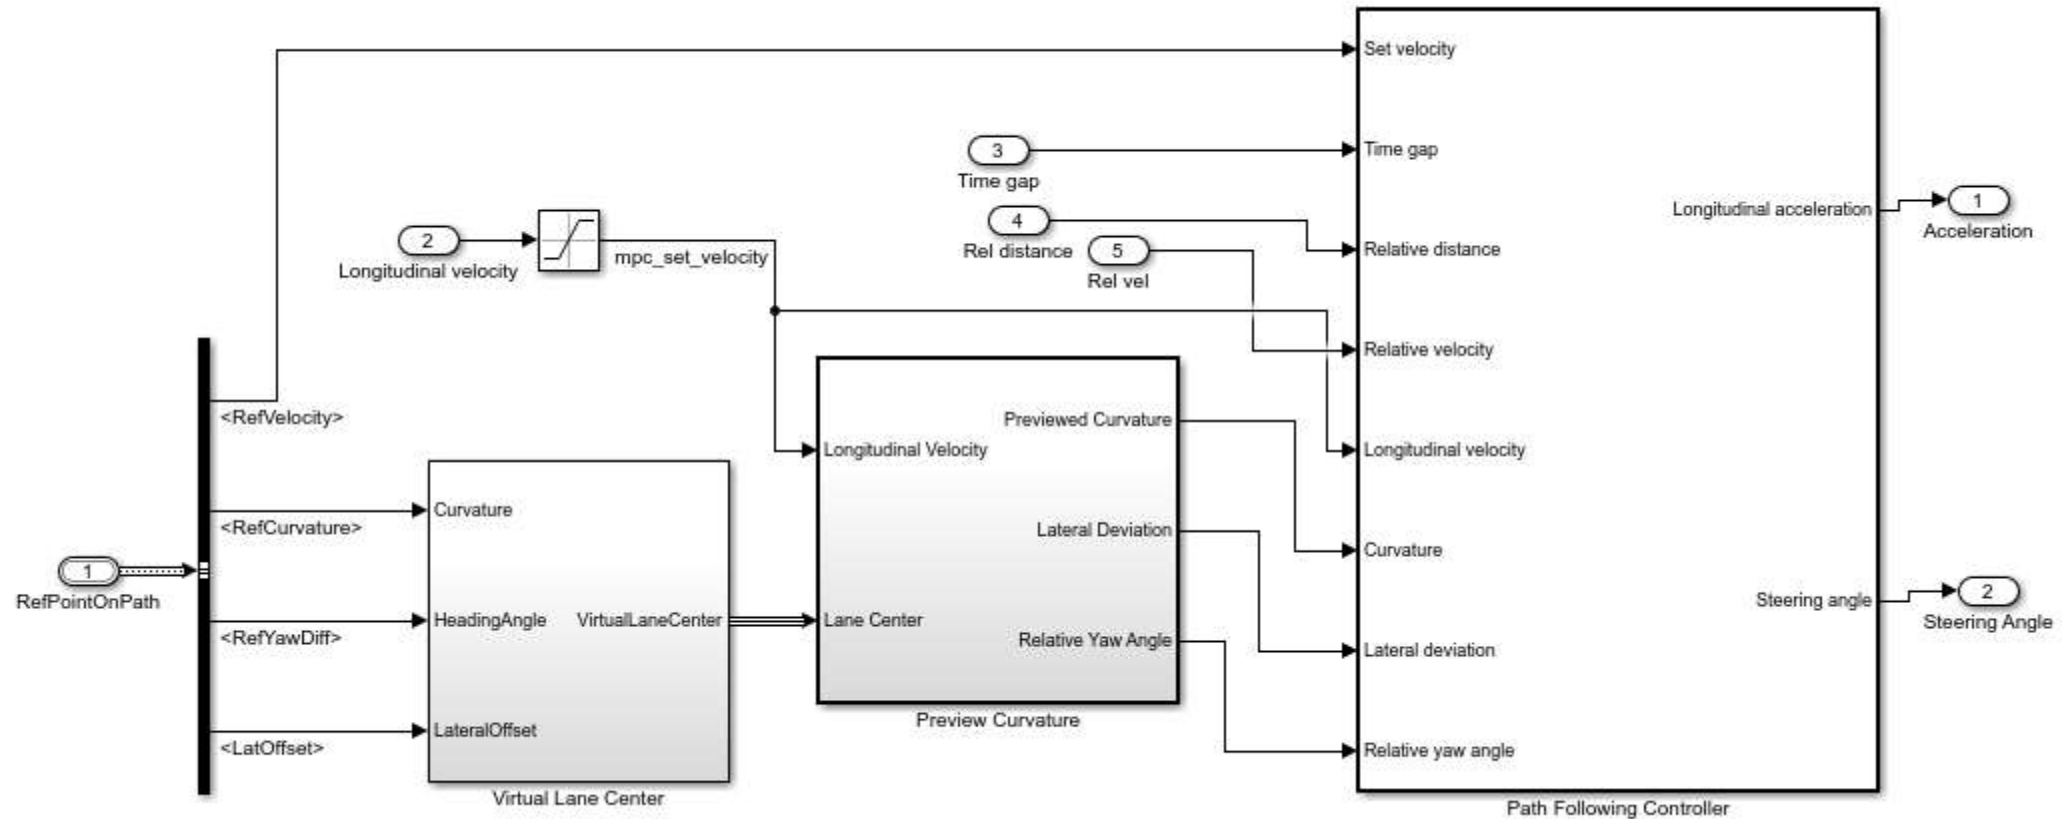 Set velocity
3
Time gap
Time gap
1
Acceleration
Longitudinal acceleration
2
Longitudinal velocity
mpc_set_velocity
4
Rel distance
5
Rel vel
Relative distance
Relative velocity
<RefVelocity>
Previewed Curvature
Longitudinal Velocity
Longitudinal velocity
Curvature
<RefCurvature>
Lateral Deviation
Curvature
1
RefPointOnPath
HeadingAngle
VirtualLaneCenter
Lane Center
<RefYawDiff>
Relative Yaw Angle
Lateral deviation
Steering angle
2
Steering Angle
LateralOffset
<LatOffset>
Preview Curvature
Relative yaw angle
Virtual Lane Center
Path Following Controller